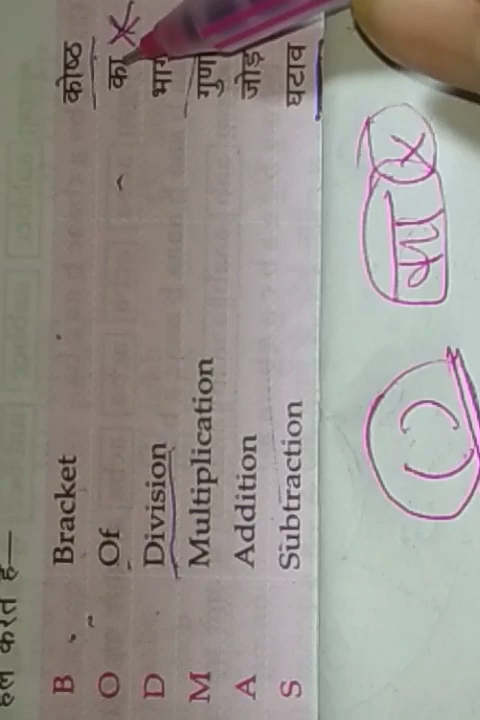 हल करते हैं—
B Bracket कोष्ठ
O Of का ×
D Division भाग
M Multiplication गुणा
A Addition जोड़
S Subtraction घटाव
( ) का ×